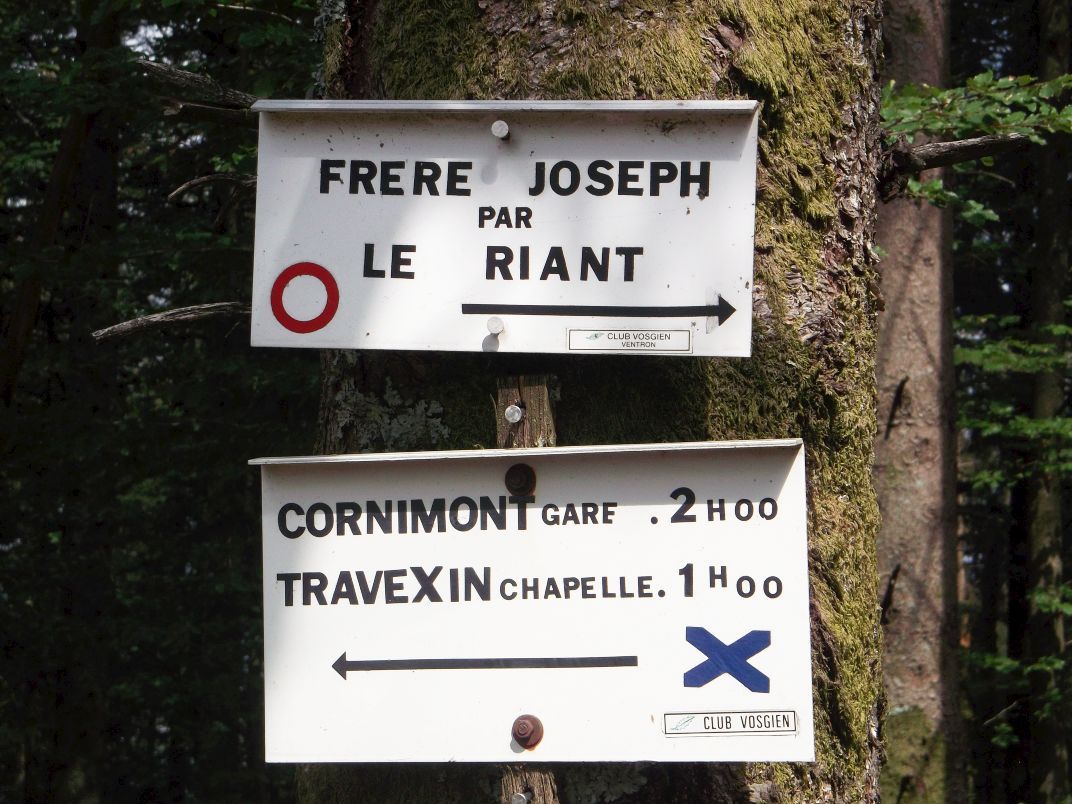 FRERE JOSEPH
PAR
LE RIANT
CLUB VOSGIEN
VENTRON
CORNIMONT GARE . 2H00
TRAVEXIN CHAPELLE. 1H00
CLUB VOSGIEN